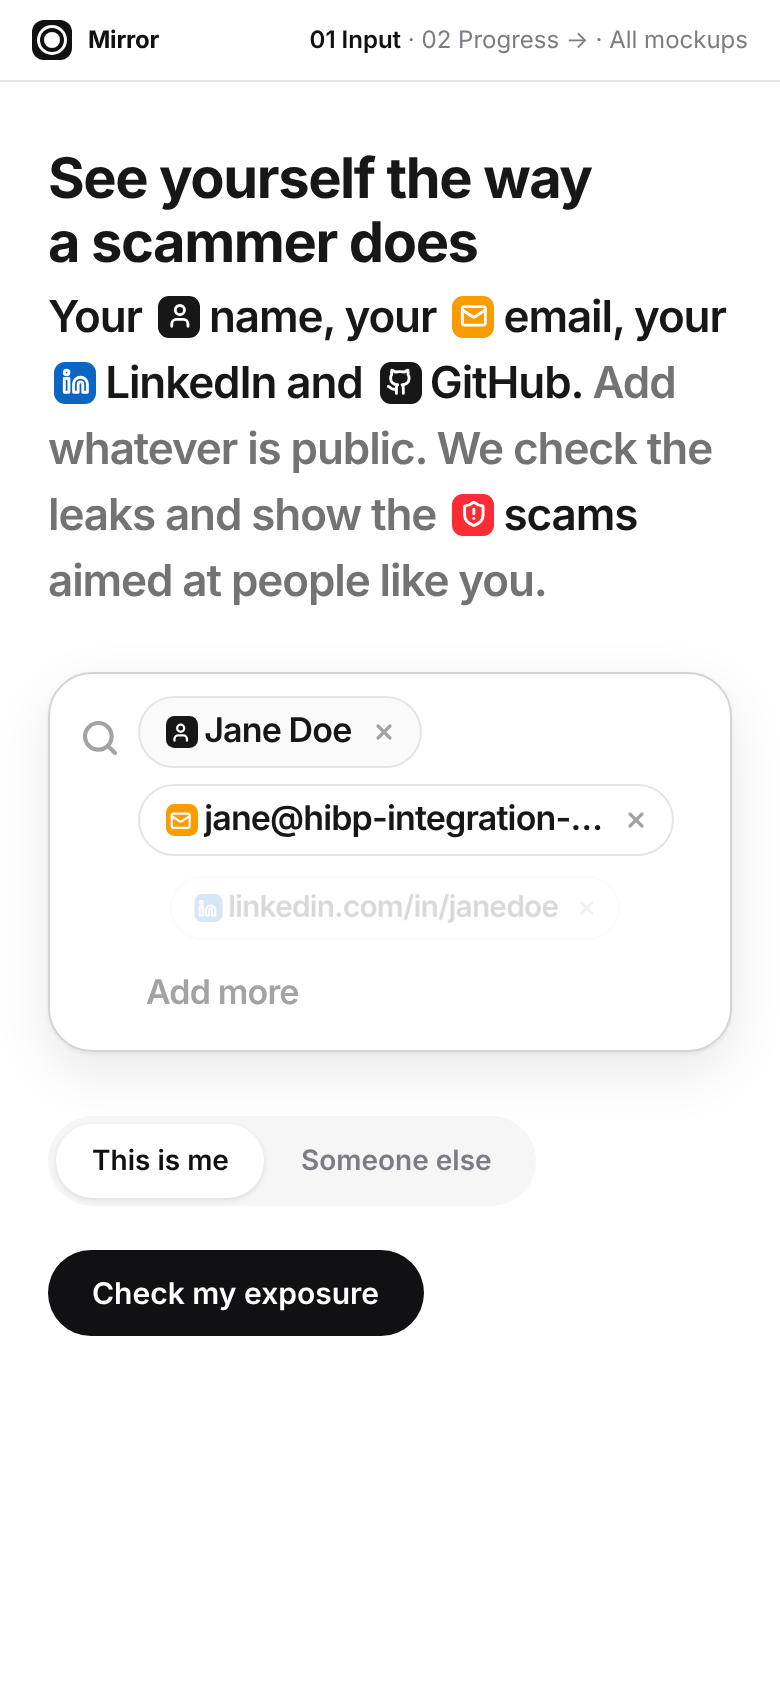 Mirror
01 Input · 02 Progress → · All mockups
See yourself the way
a scammer does
Your name, your email, your
LinkedIn and GitHub. Add
whatever is public. We check the
leaks and show the scams
aimed at people like you.
Jane Doe ×
jane@hibp-integration-... ×
linkedin.com/in/janedoe ×
Add more
This is me
Someone else
Check my exposure